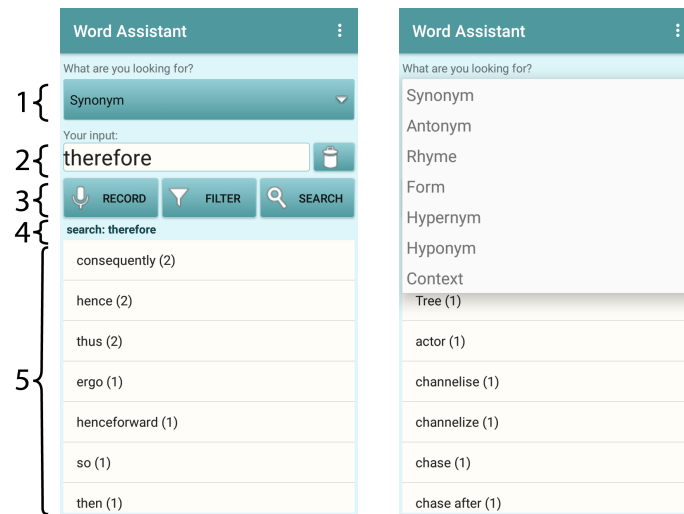 Word Assistant
What are you looking for?
1 Synonym
Your input:
2 therefore
3 RECORD FILTER SEARCH
4 search: therefore
5
consequently (2)
hence (2)
thus (2)
ergo (1)
henceforward (1)
so (1)
then (1)
Word Assistant
What are you looking for?
Synonym
Antonym
Rhyme
Form
Hypernym
Hyponym
Context
Tree (1)
actor (1)
channelise (1)
channelize (1)
chase (1)
chase after (1)